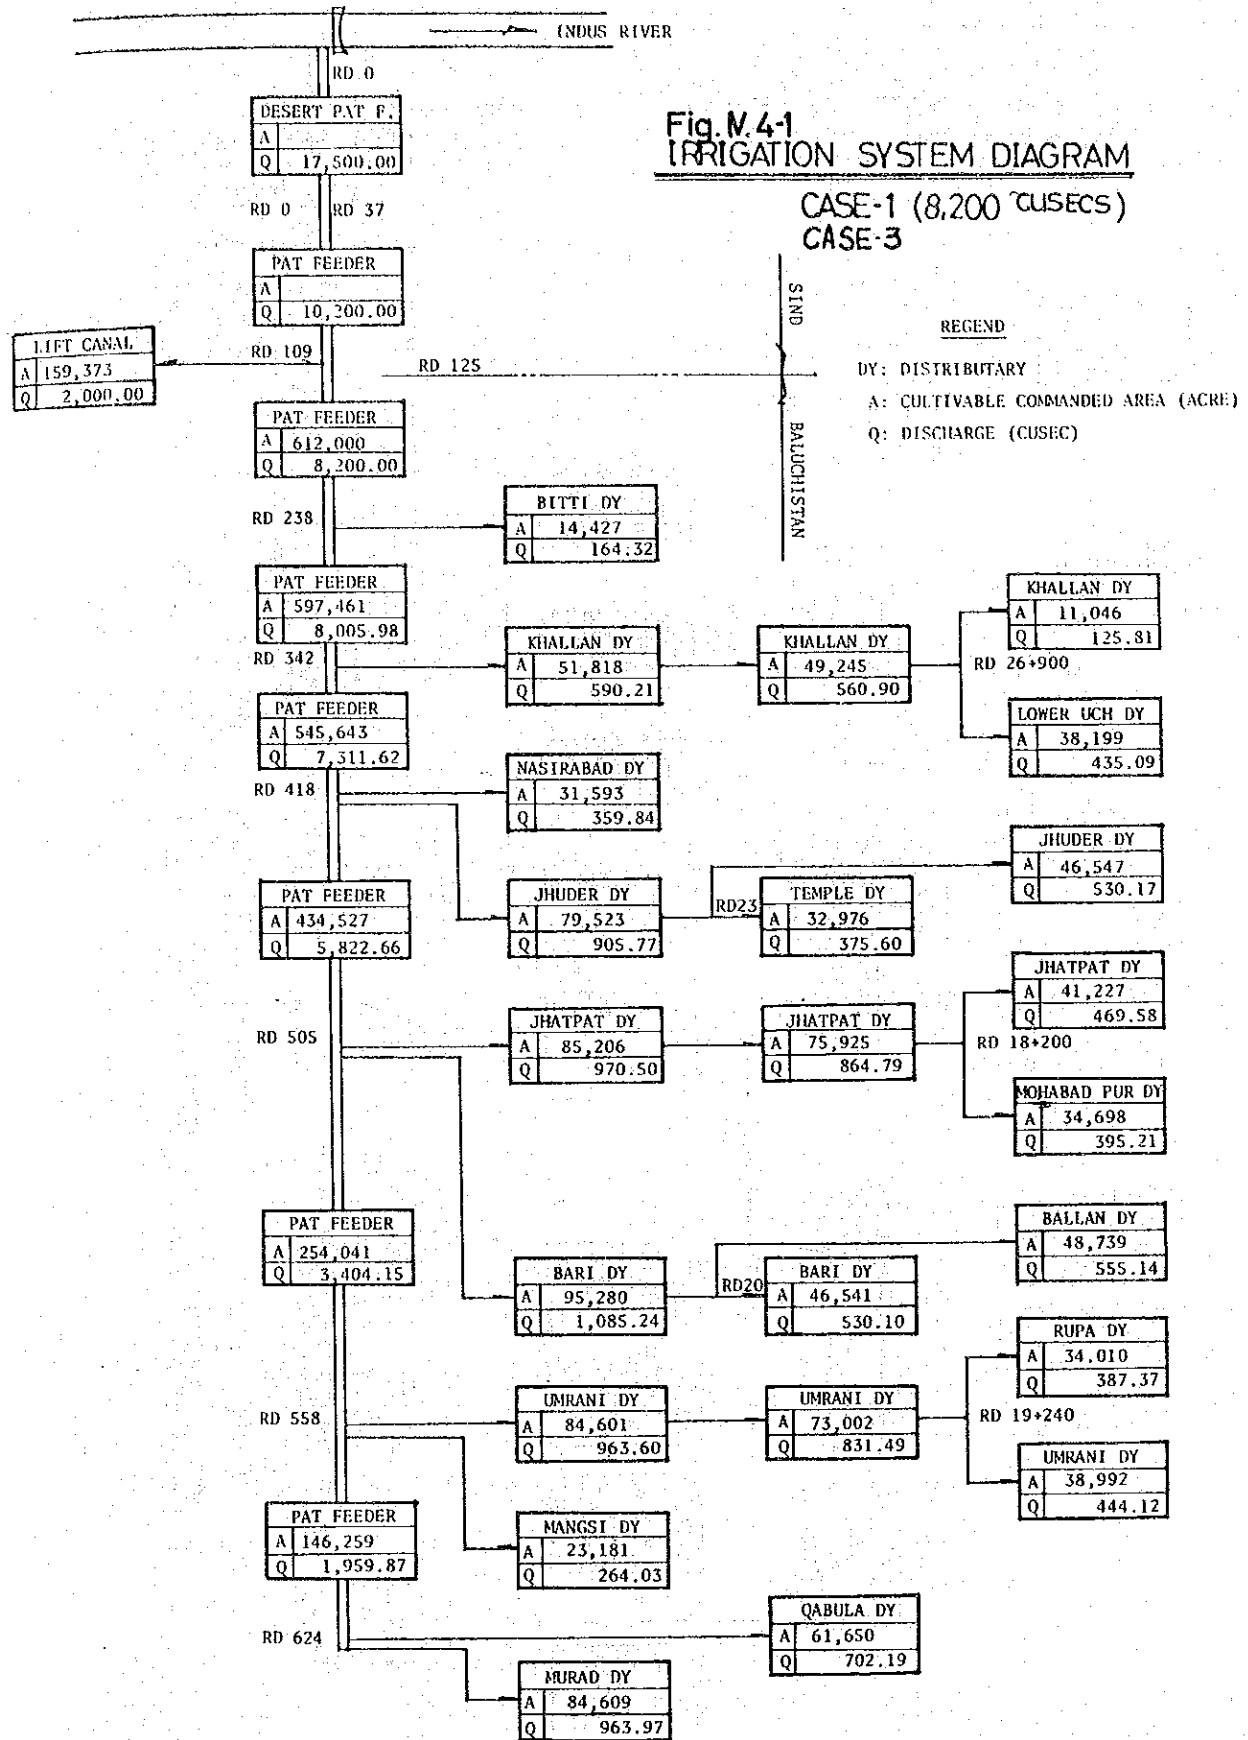 INDUS RIVER
RD 0
DESERT PAT F.
A
Q 17,500.00
Fig. IV. 4-1
IRRIGATION SYSTEM DIAGRAM
CASE-1 (8,200 CUSECS)
CASE-3
RD 0 RD 37
PAT FEEDER
A
Q 10,200.00
SIND
BALUCHISTAN
REGEND
DY: DISTRIBUTARY
A: CULTIVABLE COMMANDED AREA (ACRE)
Q: DISCHARGE (CUSEC)
LIFT CANAL
A 159,373
Q 2,000.00
RD 109
RD 125
PAT FEEDER
A 612,000
Q 8,200.00
RD 238
BITTI DY
A 14,427
Q 164.32
PAT FEEDER
A 597,461
Q 8,005.98
RD 342
KHALLAN DY
A 51,818
Q 590.21
KHALLAN DY
A 49,245
Q 560.90
KHALLAN DY
A 11,046
Q 125.81
RD 26+900
LOWER UCH DY
A 38,199
Q 435.09
PAT FEEDER
A 545,643
Q 7,311.62
RD 418
NASIRABAD DY
A 31,593
Q 359.84
JHUDER DY
A 46,547
Q 530.17
PAT FEEDER
A 434,527
Q 5,822.66
JHUDER DY
A 79,523
Q 905.77
RD23
TEMPLE DY
A 32,976
Q 375.60
RD 505
JHATPAT DY
A 85,206
Q 970.50
JHATPAT DY
A 75,925
Q 864.79
JHATPAT DY
A 41,227
Q 469.58
RD 18+200
MOHABAD PUR DY
A 34,698
Q 395.21
PAT FEEDER
A 254,041
Q 3,404.15
BARI DY
A 95,280
Q 1,085.24
RD20
BARI DY
A 46,541
Q 530.10
BALLAN DY
A 48,739
Q 555.14
RD 558
UMRANI DY
A 84,601
Q 963.60
UMRANI DY
A 73,002
Q 831.49
RUPA DY
A 34,010
Q 387.37
RD 19+240
UMRANI DY
A 38,992
Q 444.12
PAT FEEDER
A 146,259
Q 1,959.87
MANGSI DY
A 23,181
Q 264.03
RD 624
QABULA DY
A 61,650
Q 702.19
MURAD DY
A 84,609
Q 963.97